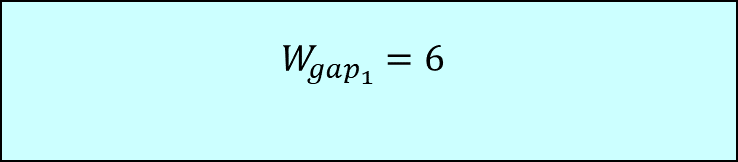 W_{gap_1} = 6